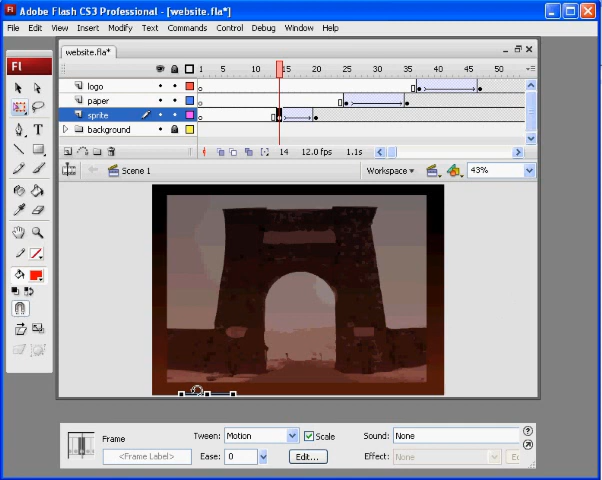 Adobe Flash CS3 Professional - [website.fla*]
File Edit View Insert Modify Text Commands Control Debug Window Help
website.fla*
1 5 10 15 20 25 30 35 40 45 50
logo
paper
sprite
background
14 12.0 fps 1.1s
Scene 1 Workspace 43%
Fl
T
Frame
<Frame Label>
Tween: Motion Scale Sound: None
Ease: 0 Edit... Effect: None